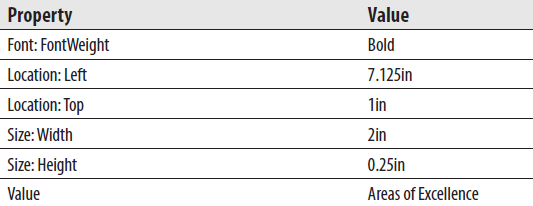 Property Value
Font: FontWeight Bold
Location: Left 7.125in
Location: Top 1in
Size: Width 2in
Size: Height 0.25in
Value Areas of Excellence